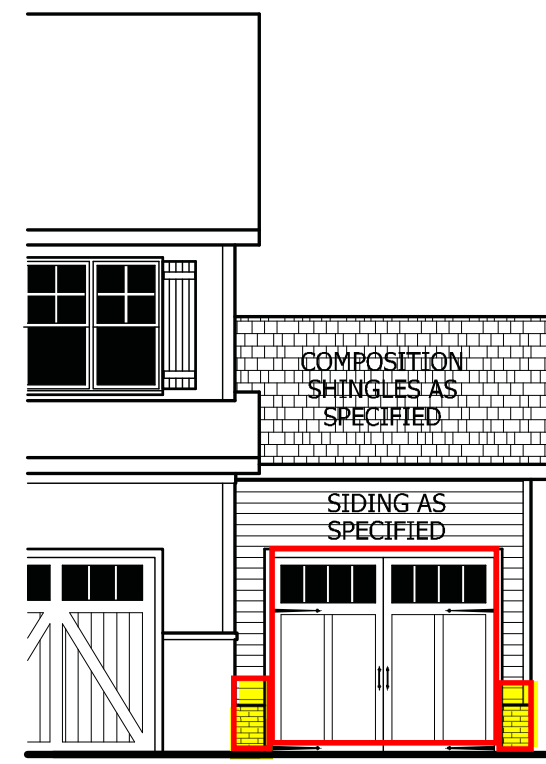 COMPOSITION
SHINGLES AS
SPECIFIED
SIDING AS
SPECIFIED